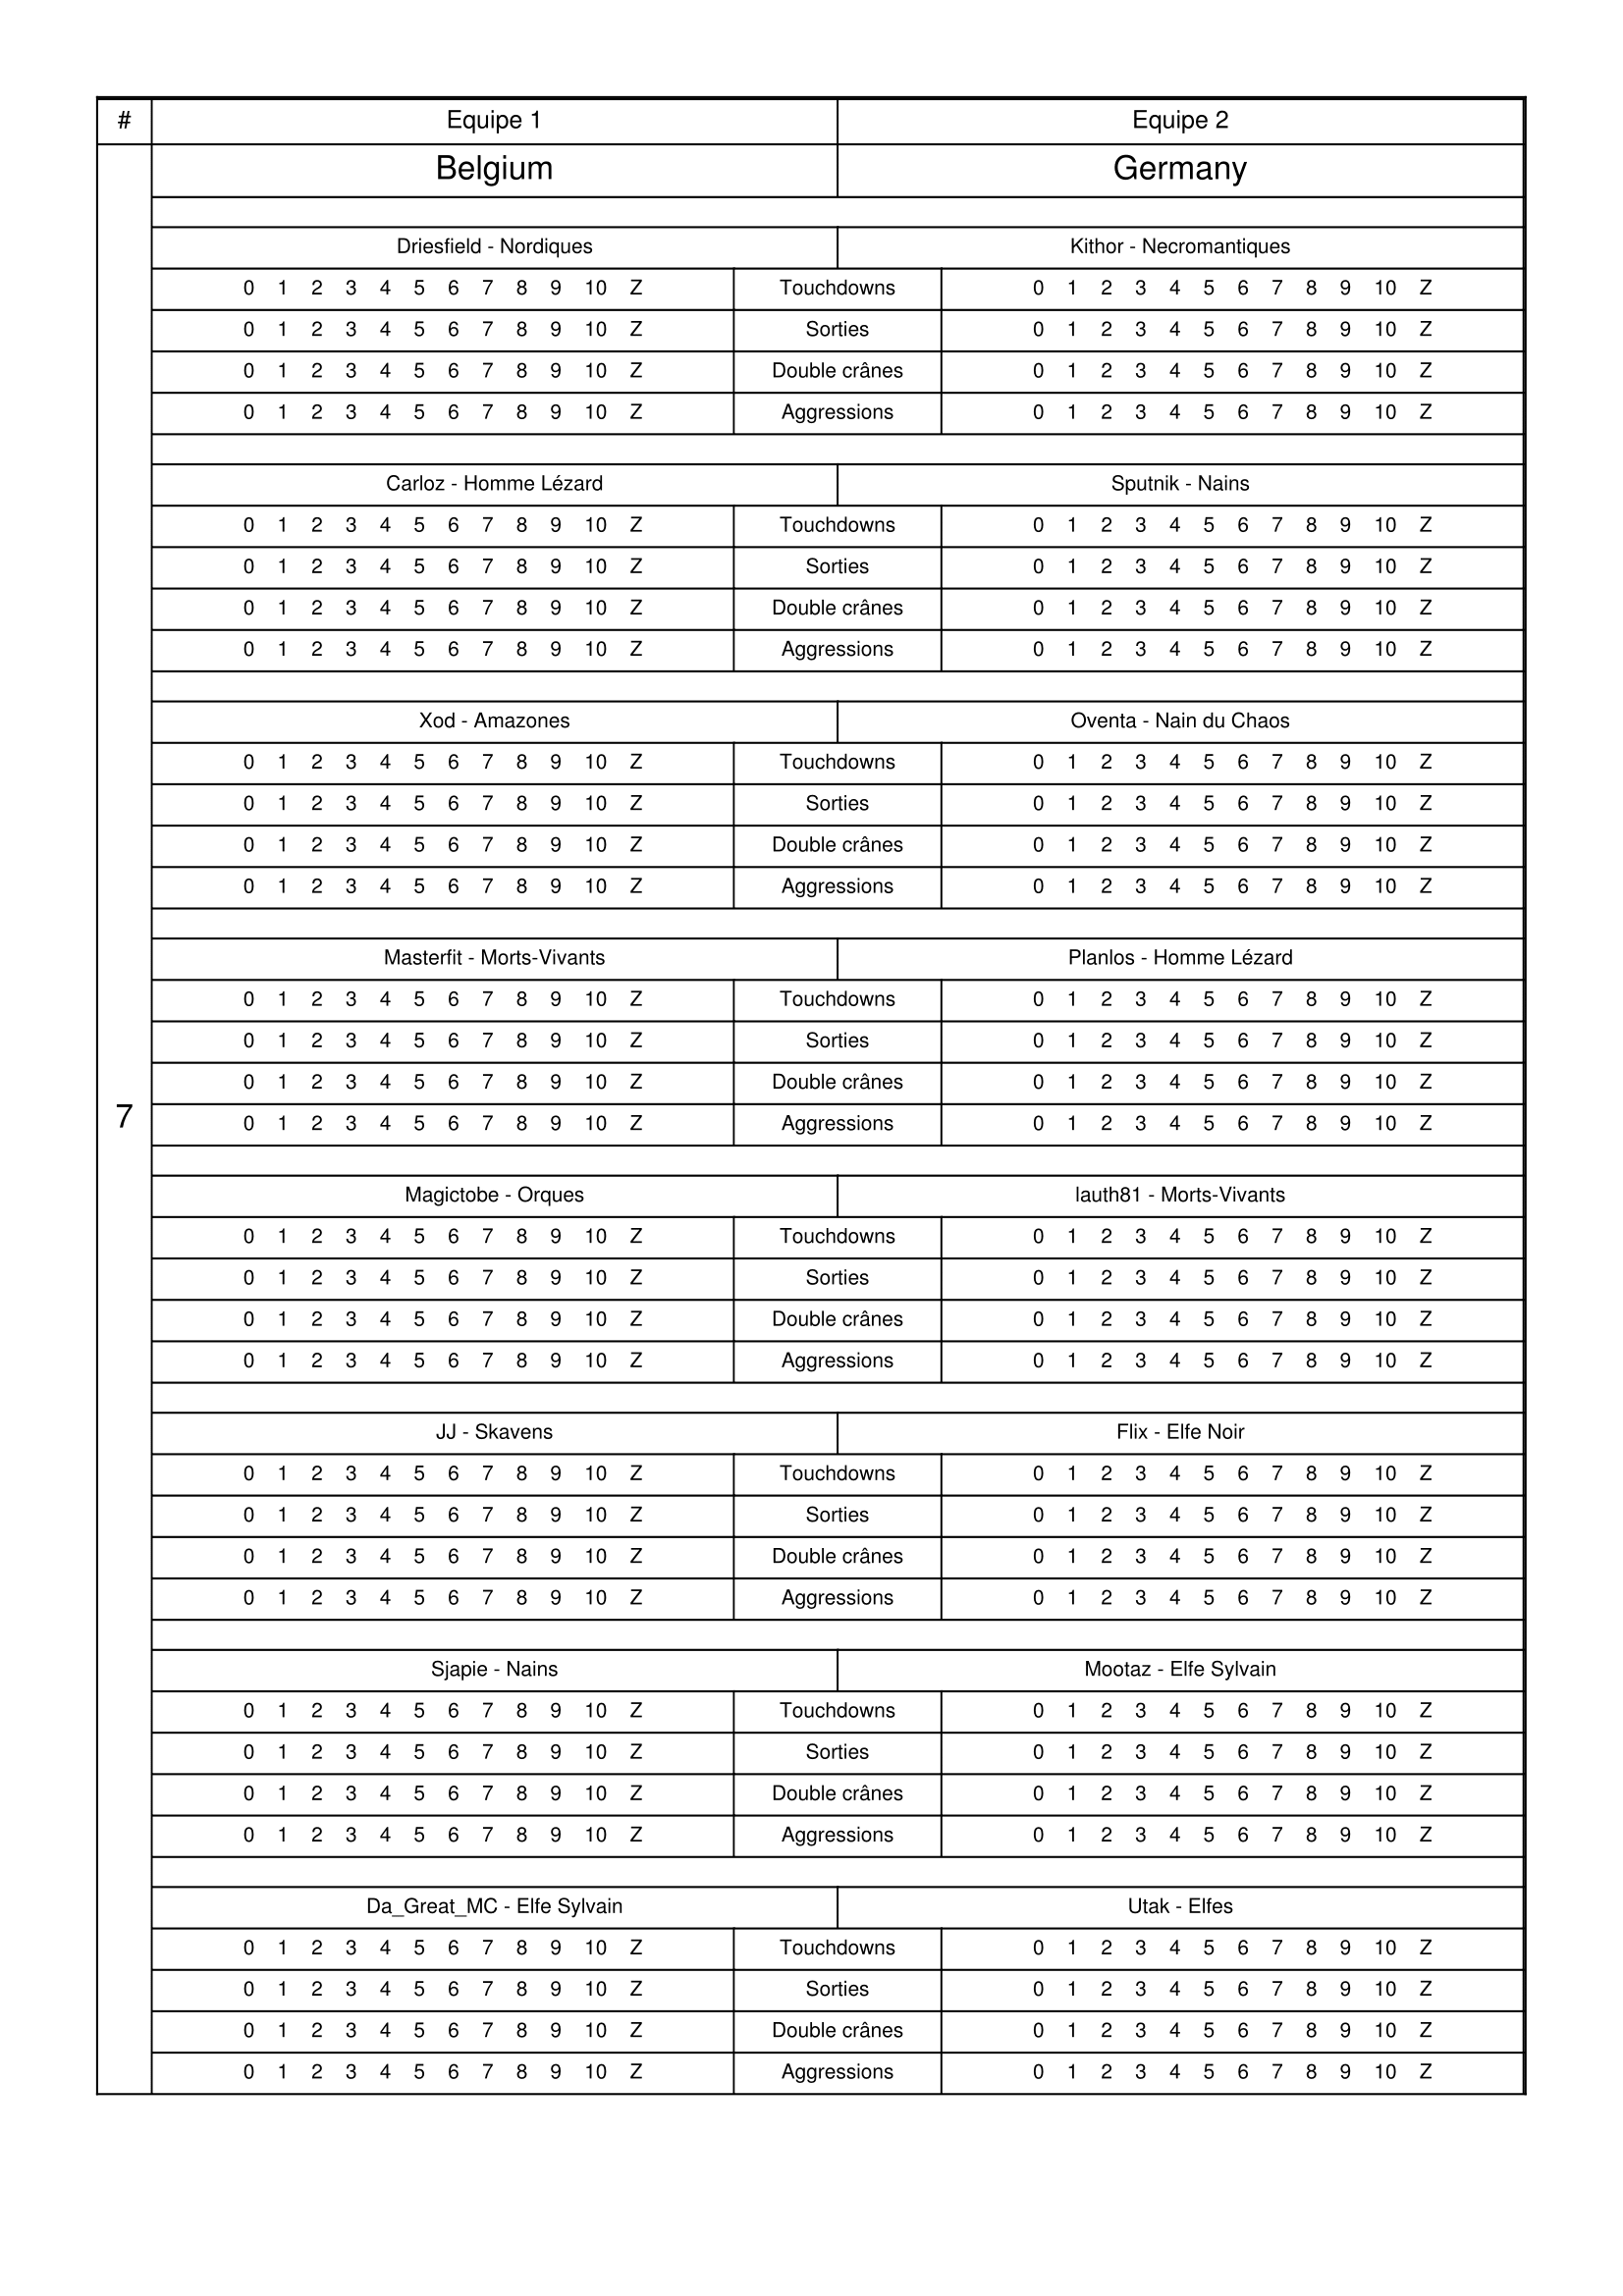 # Equipe 1 Equipe 2
Belgium Germany
Driesfield - Nordiques Kithor - Necromantiques
0 1 2 3 4 5 6 7 8 9 10 Z Touchdowns 0 1 2 3 4 5 6 7 8 9 10 Z
0 1 2 3 4 5 6 7 8 9 10 Z Sorties 0 1 2 3 4 5 6 7 8 9 10 Z
0 1 2 3 4 5 6 7 8 9 10 Z Double crânes 0 1 2 3 4 5 6 7 8 9 10 Z
0 1 2 3 4 5 6 7 8 9 10 Z Aggressions 0 1 2 3 4 5 6 7 8 9 10 Z
Carloz - Homme Lézard Sputnik - Nains
0 1 2 3 4 5 6 7 8 9 10 Z Touchdowns 0 1 2 3 4 5 6 7 8 9 10 Z
0 1 2 3 4 5 6 7 8 9 10 Z Sorties 0 1 2 3 4 5 6 7 8 9 10 Z
0 1 2 3 4 5 6 7 8 9 10 Z Double crânes 0 1 2 3 4 5 6 7 8 9 10 Z
0 1 2 3 4 5 6 7 8 9 10 Z Aggressions 0 1 2 3 4 5 6 7 8 9 10 Z
Xod - Amazones Oventa - Nain du Chaos
0 1 2 3 4 5 6 7 8 9 10 Z Touchdowns 0 1 2 3 4 5 6 7 8 9 10 Z
0 1 2 3 4 5 6 7 8 9 10 Z Sorties 0 1 2 3 4 5 6 7 8 9 10 Z
0 1 2 3 4 5 6 7 8 9 10 Z Double crânes 0 1 2 3 4 5 6 7 8 9 10 Z
0 1 2 3 4 5 6 7 8 9 10 Z Aggressions 0 1 2 3 4 5 6 7 8 9 10 Z
Masterfit - Morts-Vivants Planlos - Homme Lézard
0 1 2 3 4 5 6 7 8 9 10 Z Touchdowns 0 1 2 3 4 5 6 7 8 9 10 Z
0 1 2 3 4 5 6 7 8 9 10 Z Sorties 0 1 2 3 4 5 6 7 8 9 10 Z
0 1 2 3 4 5 6 7 8 9 10 Z Double crânes 0 1 2 3 4 5 6 7 8 9 10 Z
7 0 1 2 3 4 5 6 7 8 9 10 Z Aggressions 0 1 2 3 4 5 6 7 8 9 10 Z
Magictobe - Orques lauth81 - Morts-Vivants
0 1 2 3 4 5 6 7 8 9 10 Z Touchdowns 0 1 2 3 4 5 6 7 8 9 10 Z
0 1 2 3 4 5 6 7 8 9 10 Z Sorties 0 1 2 3 4 5 6 7 8 9 10 Z
0 1 2 3 4 5 6 7 8 9 10 Z Double crânes 0 1 2 3 4 5 6 7 8 9 10 Z
0 1 2 3 4 5 6 7 8 9 10 Z Aggressions 0 1 2 3 4 5 6 7 8 9 10 Z
JJ - Skavens Flix - Elfe Noir
0 1 2 3 4 5 6 7 8 9 10 Z Touchdowns 0 1 2 3 4 5 6 7 8 9 10 Z
0 1 2 3 4 5 6 7 8 9 10 Z Sorties 0 1 2 3 4 5 6 7 8 9 10 Z
0 1 2 3 4 5 6 7 8 9 10 Z Double crânes 0 1 2 3 4 5 6 7 8 9 10 Z
0 1 2 3 4 5 6 7 8 9 10 Z Aggressions 0 1 2 3 4 5 6 7 8 9 10 Z
Sjapie - Nains Mootaz - Elfe Sylvain
0 1 2 3 4 5 6 7 8 9 10 Z Touchdowns 0 1 2 3 4 5 6 7 8 9 10 Z
0 1 2 3 4 5 6 7 8 9 10 Z Sorties 0 1 2 3 4 5 6 7 8 9 10 Z
0 1 2 3 4 5 6 7 8 9 10 Z Double crânes 0 1 2 3 4 5 6 7 8 9 10 Z
0 1 2 3 4 5 6 7 8 9 10 Z Aggressions 0 1 2 3 4 5 6 7 8 9 10 Z
Da_Great_MC - Elfe Sylvain Utak - Elfes
0 1 2 3 4 5 6 7 8 9 10 Z Touchdowns 0 1 2 3 4 5 6 7 8 9 10 Z
0 1 2 3 4 5 6 7 8 9 10 Z Sorties 0 1 2 3 4 5 6 7 8 9 10 Z
0 1 2 3 4 5 6 7 8 9 10 Z Double crânes 0 1 2 3 4 5 6 7 8 9 10 Z
0 1 2 3 4 5 6 7 8 9 10 Z Aggressions 0 1 2 3 4 5 6 7 8 9 10 Z